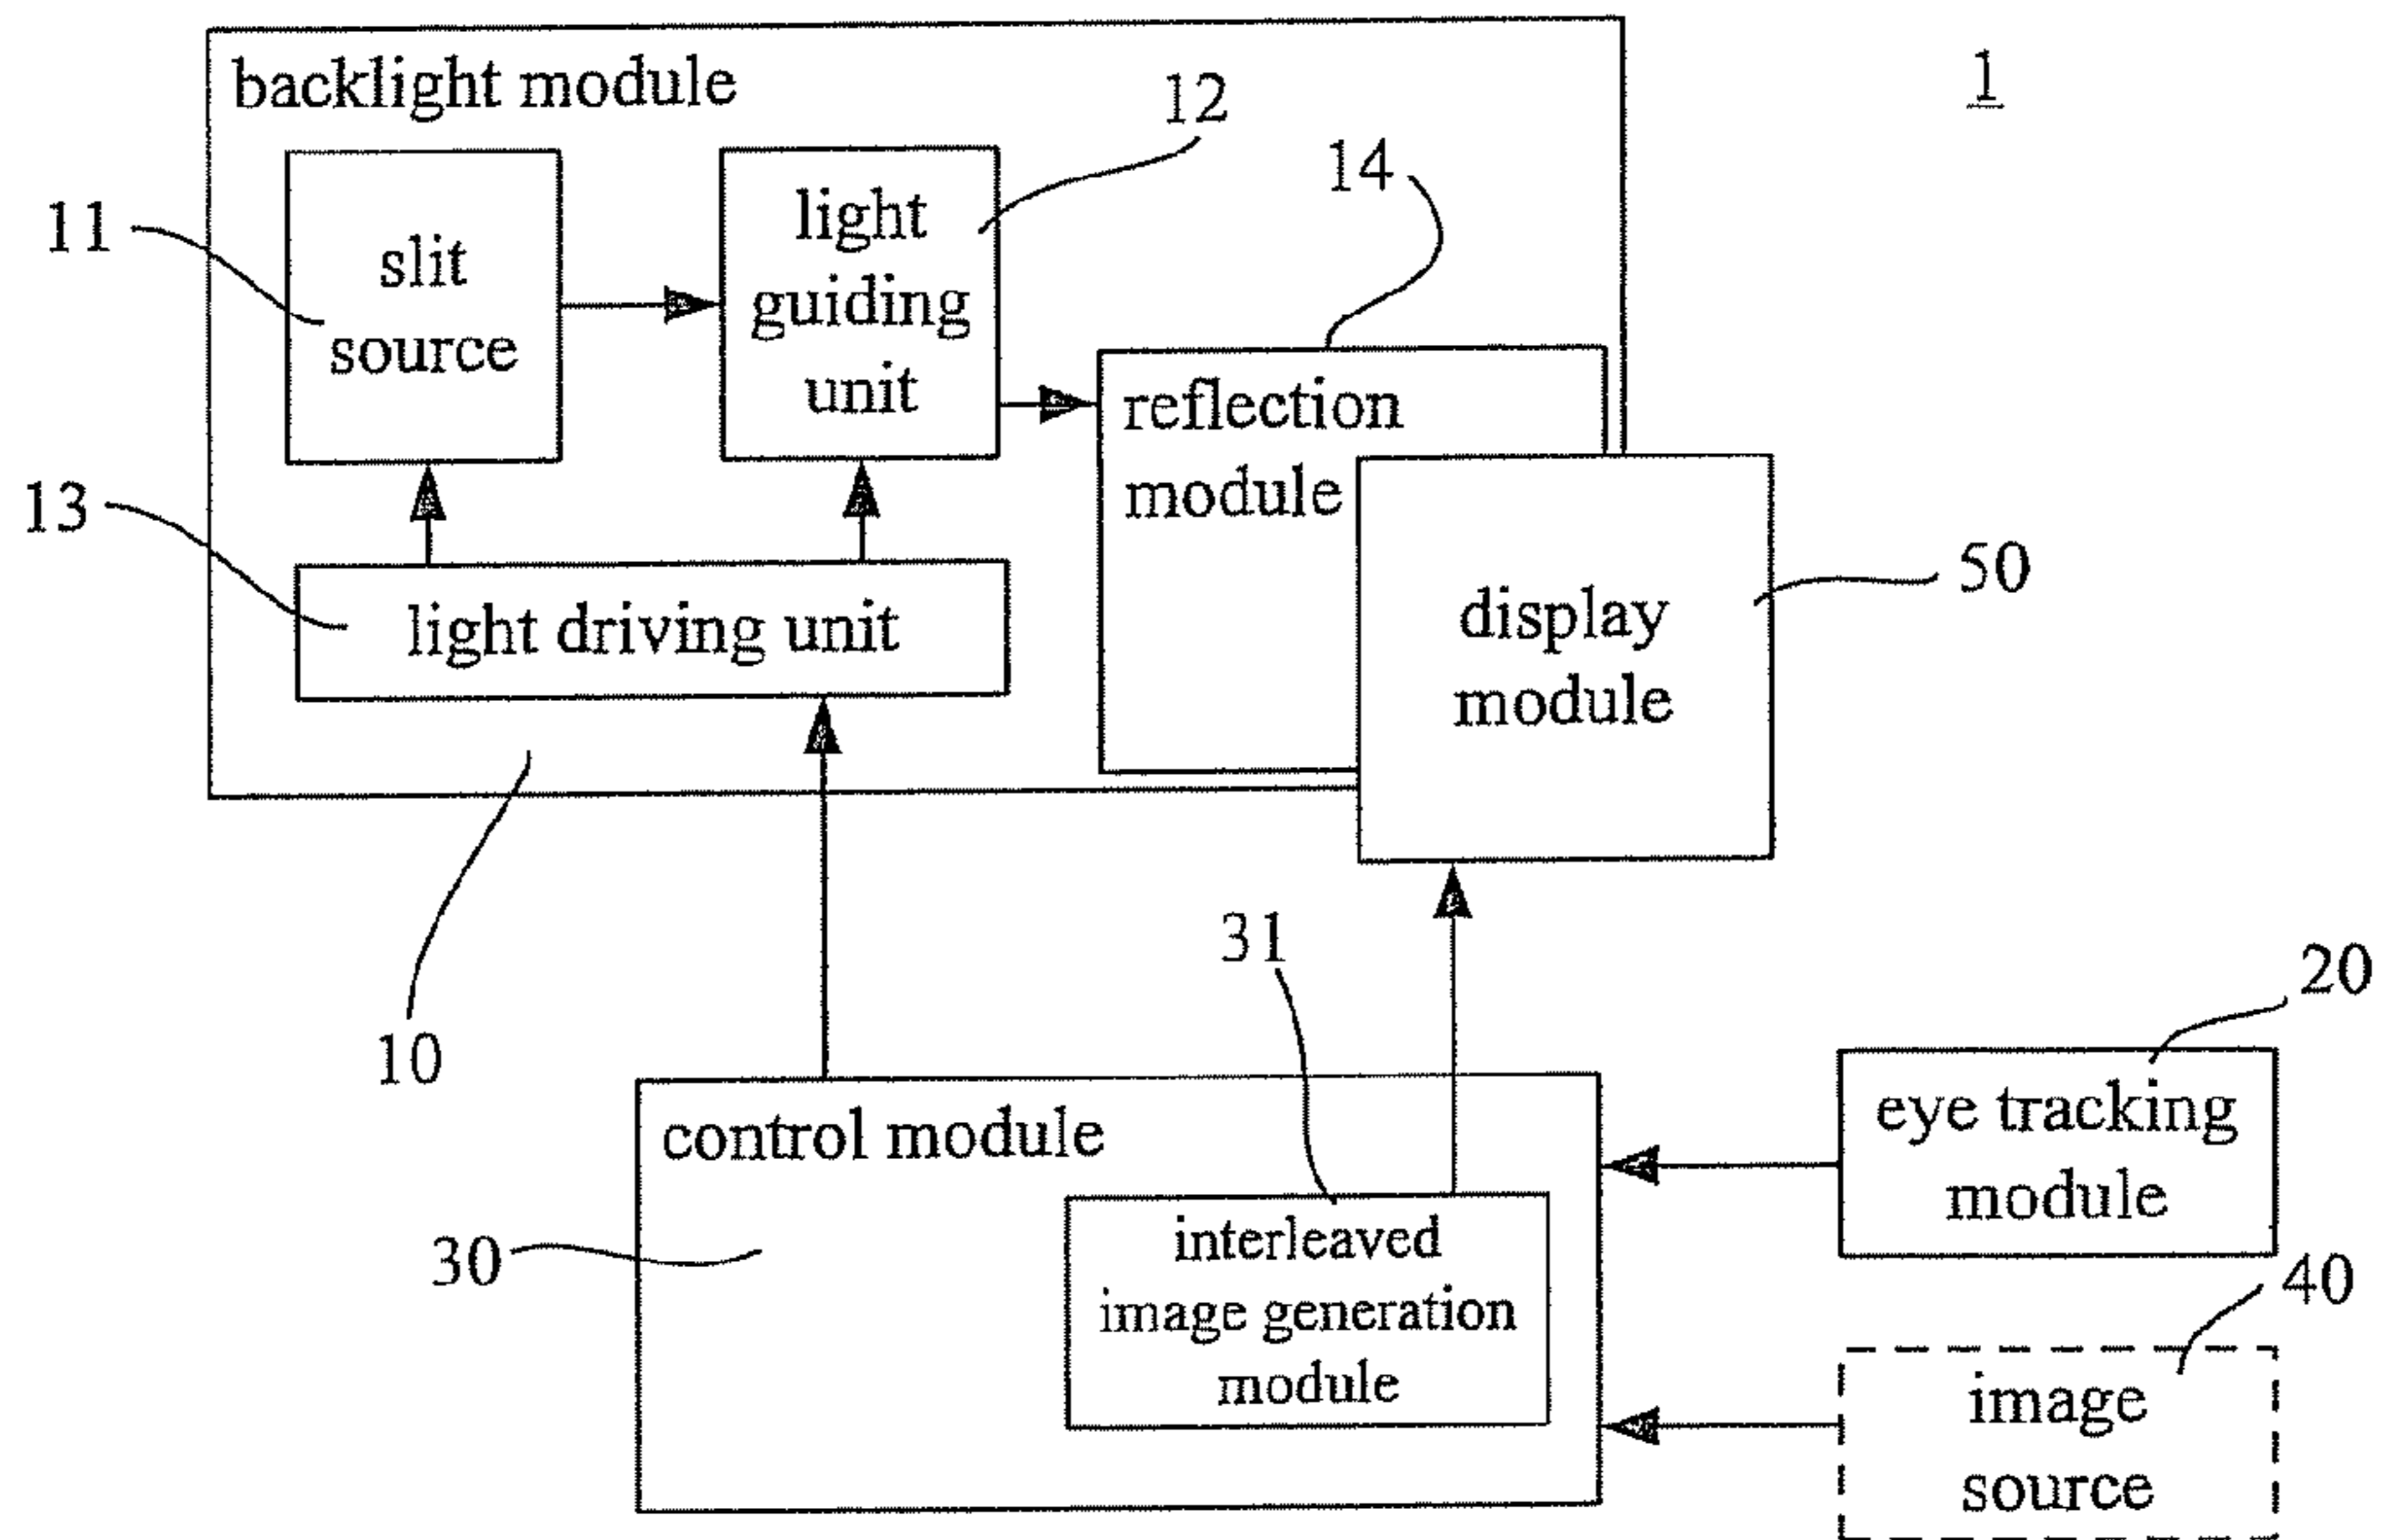 1
backlight module
12
14
11
slit
source
light
guiding
unit
reflection
module
13
light driving unit
display
module
50
10
31
20
control module
30
interleaved
image generation
module
eye tracking
module
40
image
source